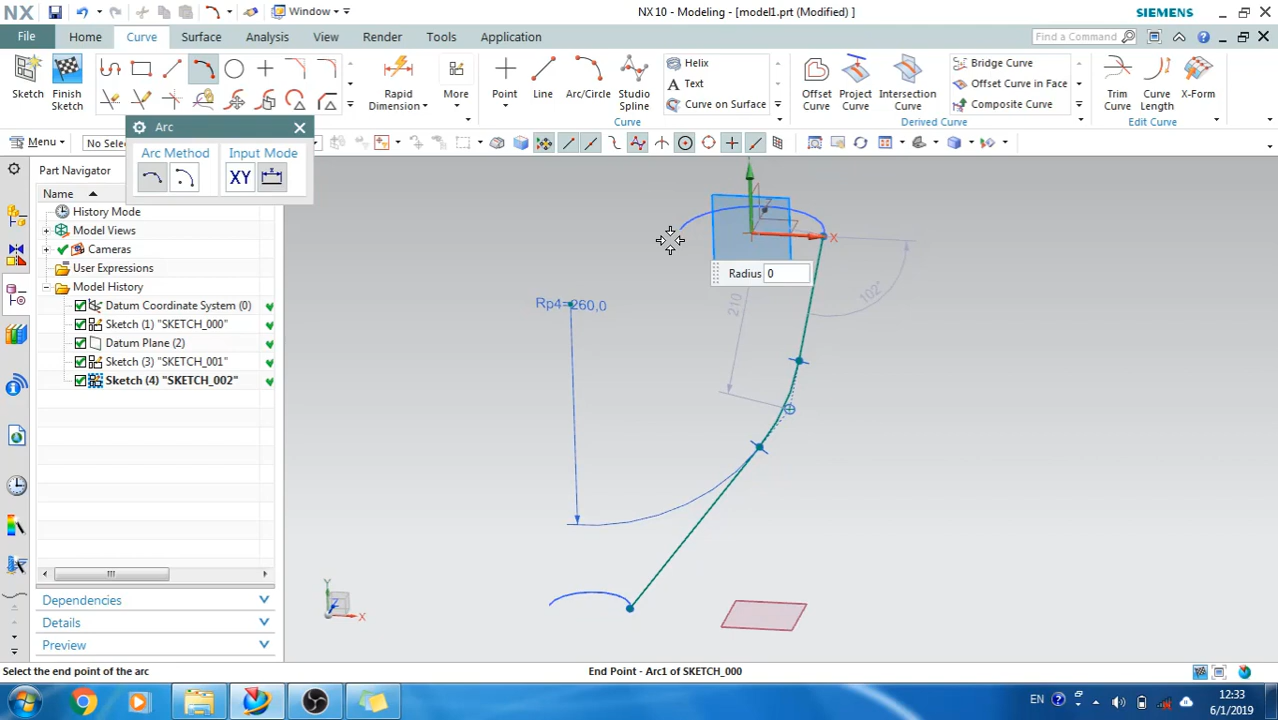 NX
Window
NX 10 - Modeling - [model1.prt (Modified) ]
SIEMENS
File
Home
Curve
Surface
Analysis
View
Render
Tools
Application
Find a Command
Sketch
Finish
Sketch
Rapid
Dimension
More
Point
Line
Arc/Circle
Studio
Spline
Helix
Text
Curve on Surface
Curve
Offset
Curve
Project
Curve
Intersection
Curve
Bridge Curve
Offset Curve in Face
Composite Curve
Derived Curve
Trim
Curve
Curve
Length
X-Form
Edit Curve
Menu
No Selec
Arc
Arc Method
Input Mode
XY
Part Navigator
Name
History Mode
Model Views
Cameras
User Expressions
Model History
Datum Coordinate System (0)
Sketch (1) "SKETCH_000"
Datum Plane (2)
Sketch (3) "SKETCH_001"
Sketch (4) "SKETCH_002"
Dependencies
Details
Preview
X
Radius 0
Rp4=260,0
210
102°
Y
Z
X
Select the end point of the arc
End Point - Arc1 of SKETCH_000
EN
12:33
6/1/2019